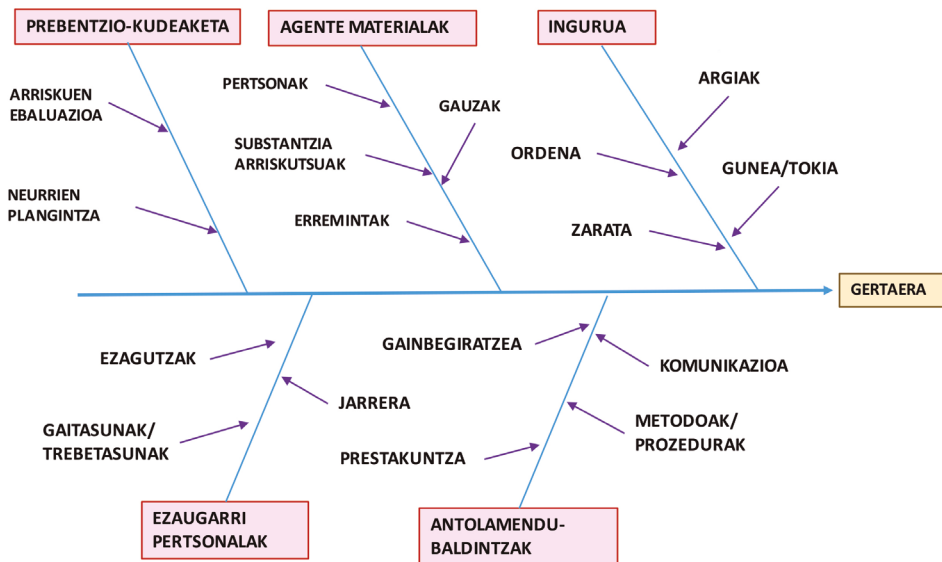 PREBENTZIO-KUDEAKETA
AGENTE MATERIALAK
INGURUA
ARRISKUEN
EBALUAZIOA
NEURRIEN
PLANGINTZA
PERTSONAK
GAUZAK
SUBSTANTZIA
ARRISKUTSUAK
ERREMINTAK
ARGIAK
ORDENA
GUNEA/TOKIA
ZARATA
GERTAERA
EZAGUTZAK
JARRERA
GAITASUNAK/
TREBETASUNAK
GAINBEGIRATZEA
KOMUNIKAZIOA
METODOAK/
PROZEDURAK
PRESTAKUNTZA
EZAUGARRI
PERTSONALAK
ANTOLAMENDU-
BALDINTZAK